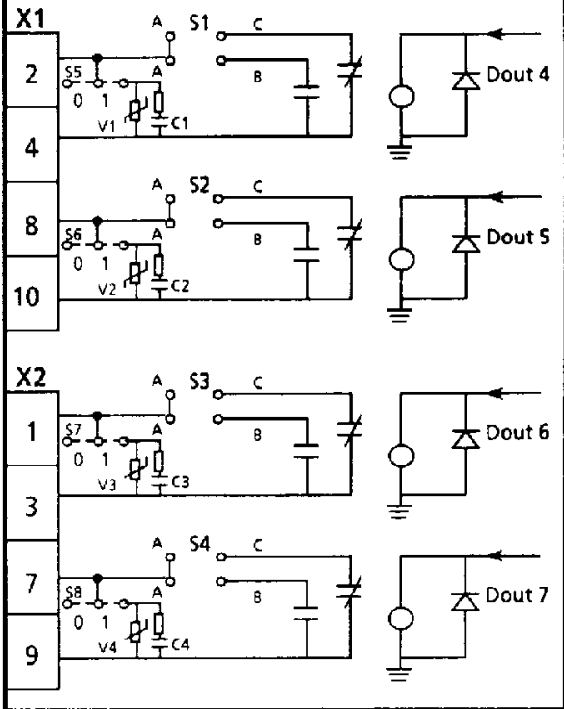 X1
A S1 C
2 S5 A B Dout 4
0 1
V1 C1
4
A S2 C
8 S6 A B Dout 5
0 1
V2 C2
10
X2
A S3 C
1 S7 A B Dout 6
0 1
V3 C3
3
A S4 C
7 S8 A B Dout 7
0 1
V4 C4
9